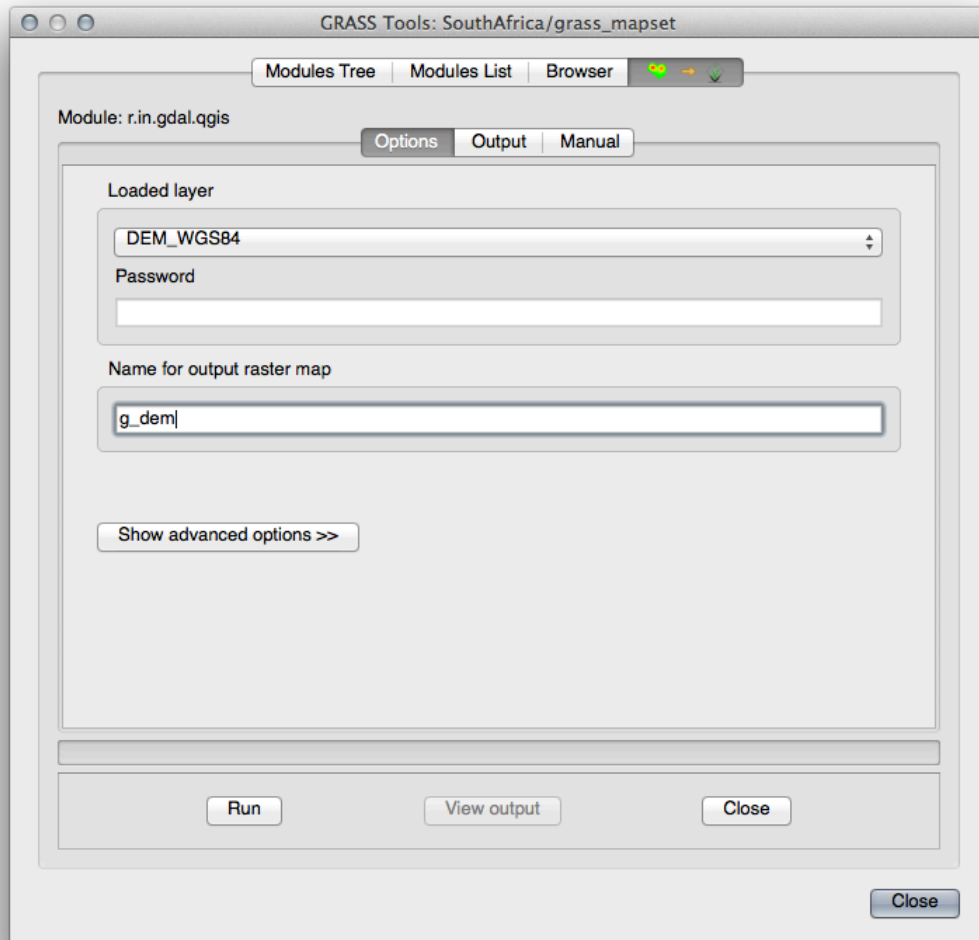 GRASS Tools: SouthAfrica/grass_mapset
Modules Tree Modules List Browser
Module: r.in.gdal.qgis
Options Output Manual
Loaded layer
DEM_WGS84
Password
Name for output raster map
g_dem
Show advanced options >>
Run View output Close
Close